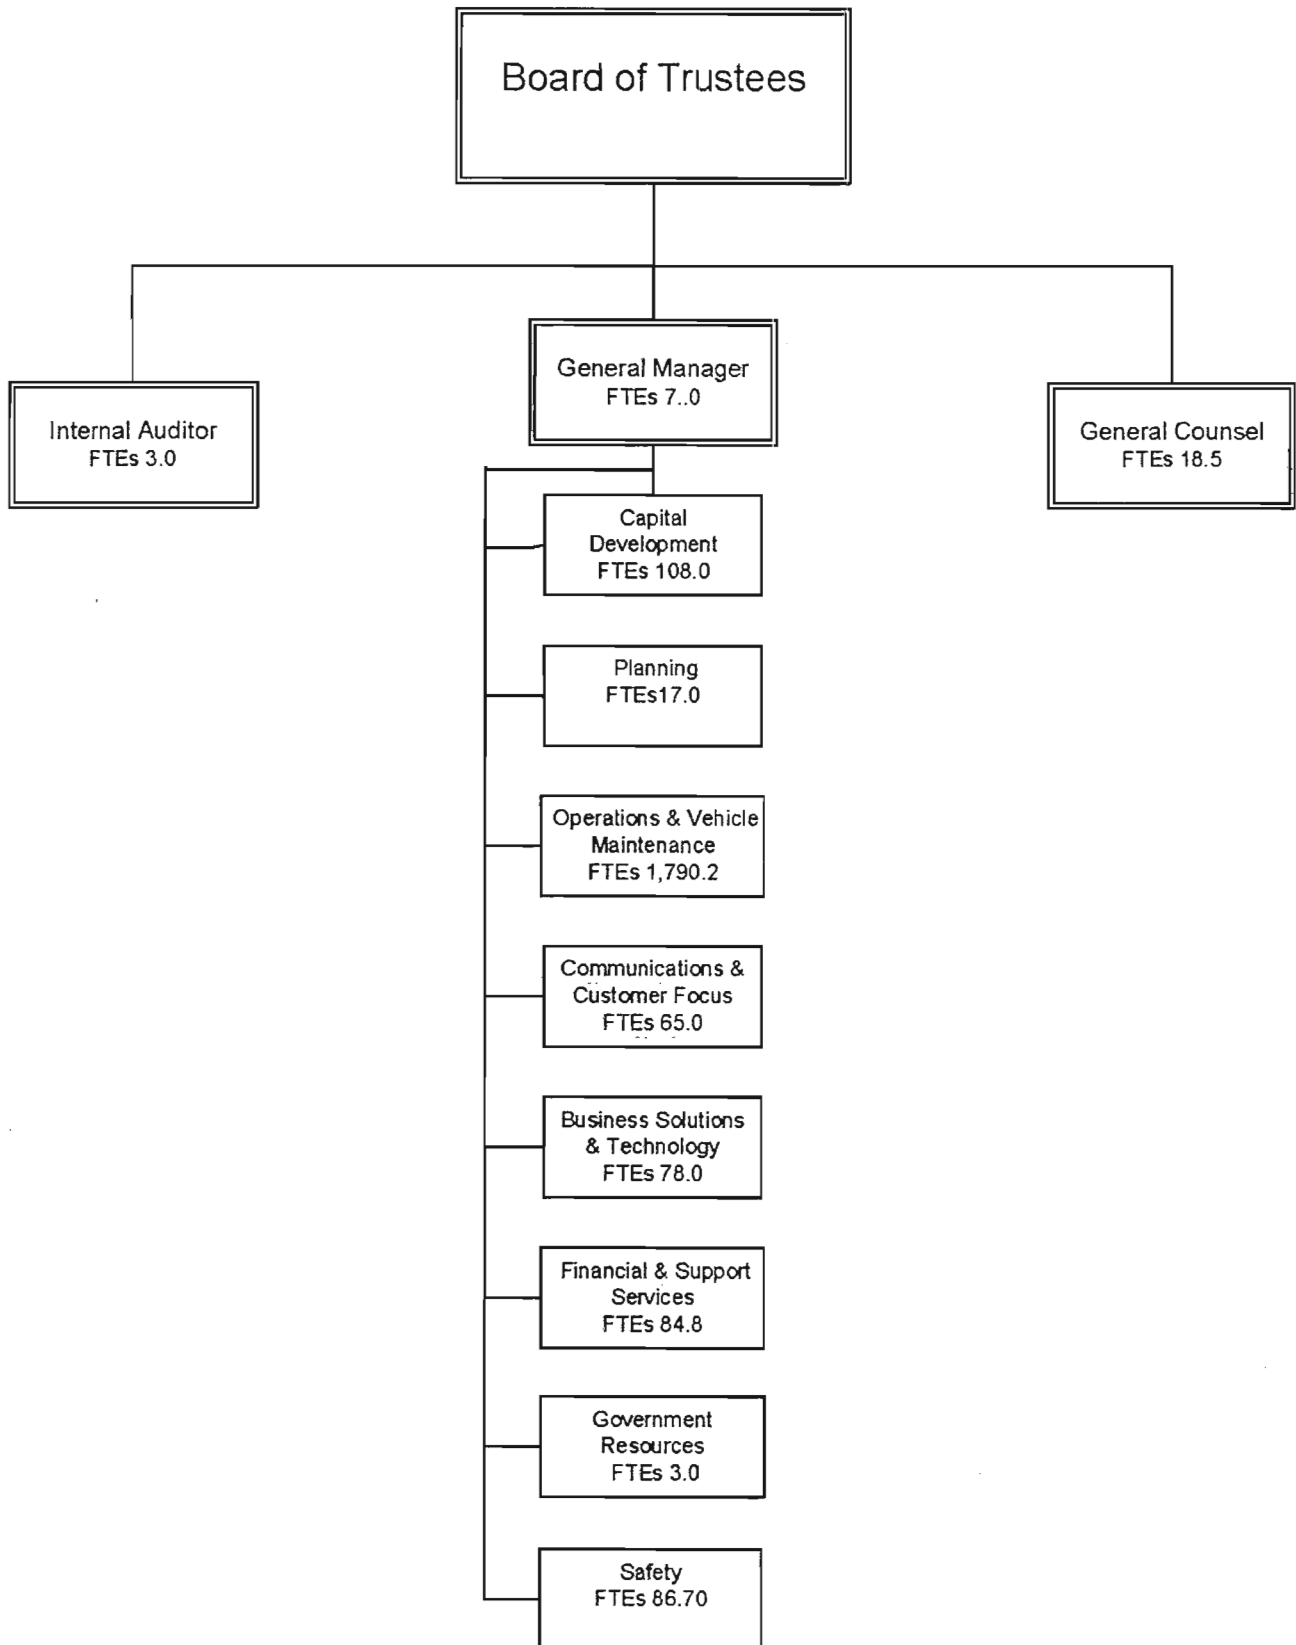 Board of Trustees
General Manager
FTEs 7..0
Internal Auditor
FTEs 3.0
General Counsel
FTEs 18.5
Capital
Development
FTEs 108.0
Planning
FTEs17.0
Operations & Vehicle
Maintenance
FTEs 1,790.2
Communications &
Customer Focus
FTEs 65.0
Business Solutions
& Technology
FTEs 78.0
Financial & Support
Services
FTEs 84.8
Government
Resources
FTEs 3.0
Safety
FTEs 86.70